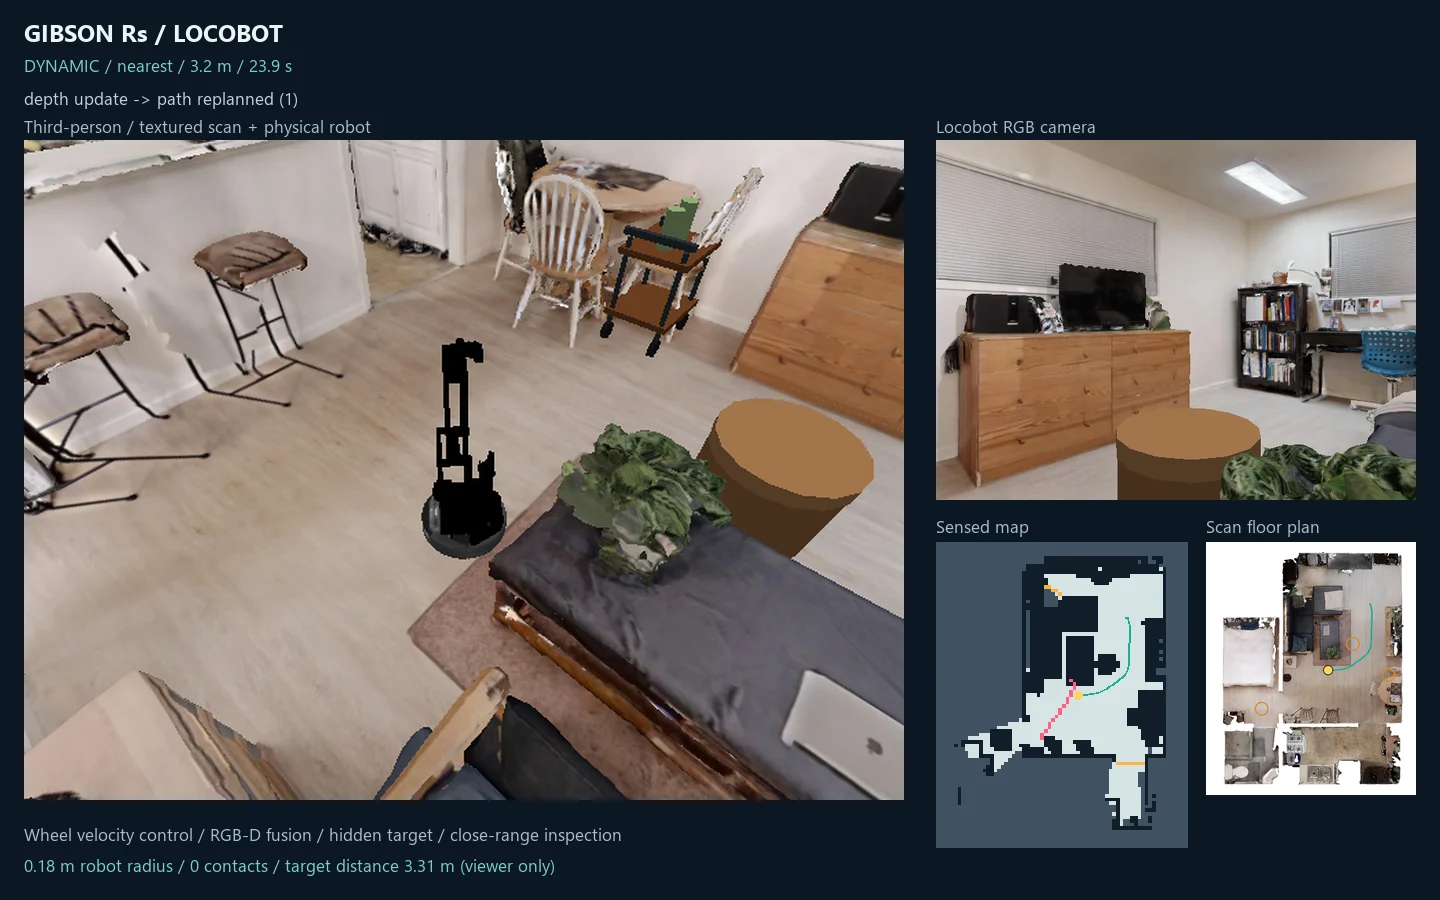 GIBSON Rs / LOCOBOT
DYNAMIC / nearest / 3.2 m / 23.9 s
depth update -> path replanned (1)
Third-person / textured scan + physical robot
Locobot RGB camera
Sensed map
Scan floor plan
Wheel velocity control / RGB-D fusion / hidden target / close-range inspection
0.18 m robot radius / 0 contacts / target distance 3.31 m (viewer only)